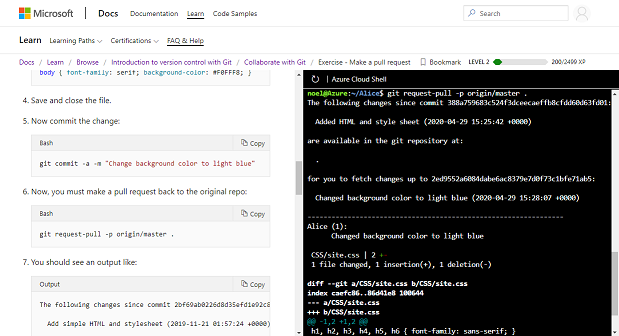 Microsoft
Docs
Documentation
Learn
Code Samples
Search
Learn
Learning Paths
Certifications
FAQ & Help
Docs / Learn / Browse / Introduction to version control with Git / Collaborate with Git / Exercise - Make a pull request
Bookmark
LEVEL 2
200/2499 XP
body { font-family: serif; background-color: #F0FFF8; }
4. Save and close the file.
5. Now commit the change:
Bash
Copy
git commit -a -m "Change background color to light blue"
6. Now, you must make a pull request back to the original repo:
Bash
Copy
git request-pull -p origin/master .
7. You should see an output like:
Output
Copy
The following changes since commit 2bf69ab0226d8d35efd1e92c8
Add simple HTML and stylesheet (2019-11-21 01:57:24 +0000)
Azure Cloud Shell
noel@Azure:~/Alice$ git request-pull -p origin/master .
The following changes since commit 388a759683c524f3dceecaeffb8cfdd60d63fd01:
Added HTML and style sheet (2020-04-29 15:25:42 +0000)
are available in the git repository at:
.
for you to fetch changes up to 2ed9552a6084dabe6ac8379e7d0f73c1bfe71ab5:
Changed background color to light blue (2020-04-29 15:28:07 +0000)
----------------------------------------------------------------
Alice (1):
Changed background color to light blue
CSS/site.css | 2 +-
1 file changed, 1 insertion(+), 1 deletion(-)
diff --git a/CSS/site.css b/CSS/site.css
index caefc86..86d41e8 100644
--- a/CSS/site.css
+++ b/CSS/site.css
@@ -1,2 +1,2 @@
h1, h2, h3, h4, h5, h6 { font-family: sans-serif; }